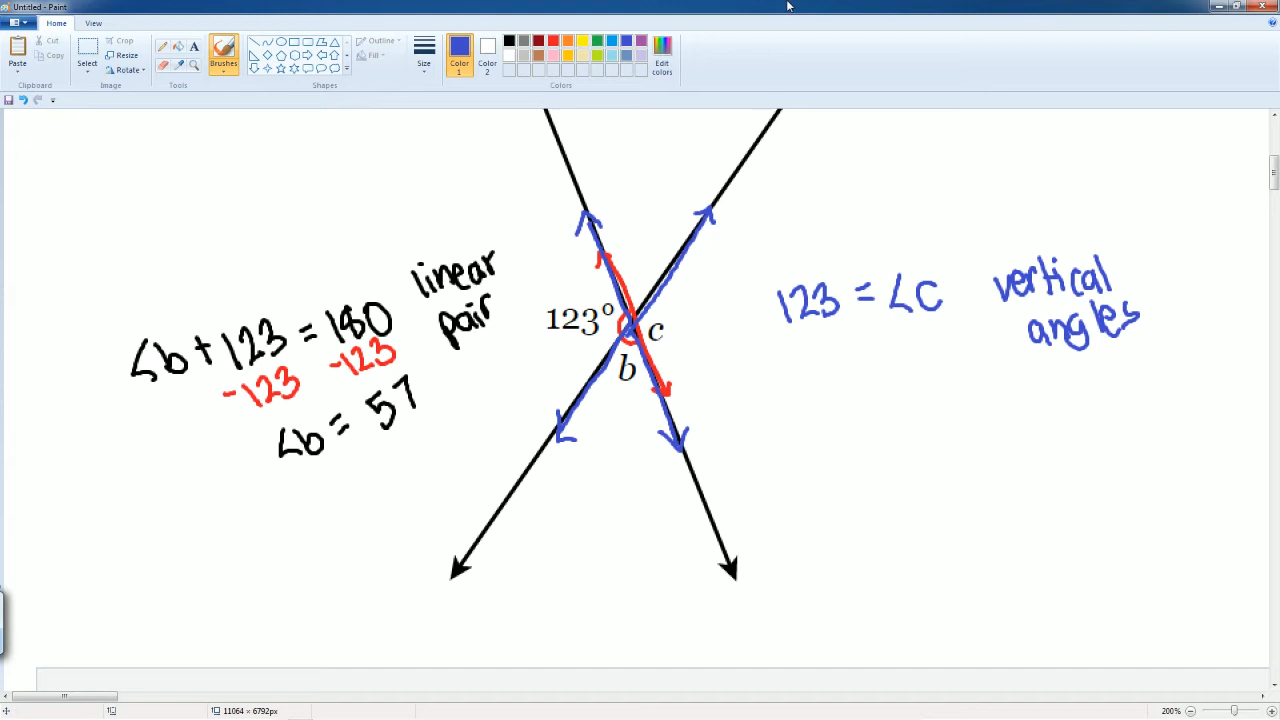 Untitled - Paint
Home View
Paste
Cut
Copy
Clipboard
Select
Crop
Resize
Rotate
Image
A
Tools
Brushes
Outline
Fill
Shapes
Size
Color 1
Color 2
Edit colors
Colors
linear
pair
∠b + 123 = 180
-123 -123
∠b = 57
123°
c
b
123 = ∠C
vertical
angles
11064 × 6792px
200%